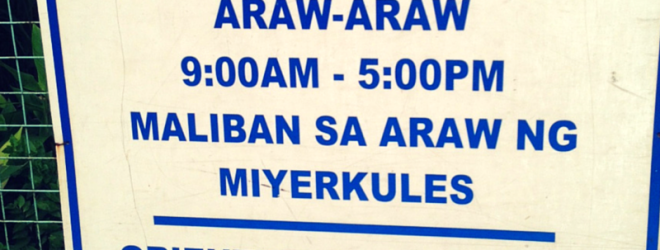 ARAW-ARAW
9:00AM - 5:00PM
MALIBAN SA ARAW NG
MIYERKULES